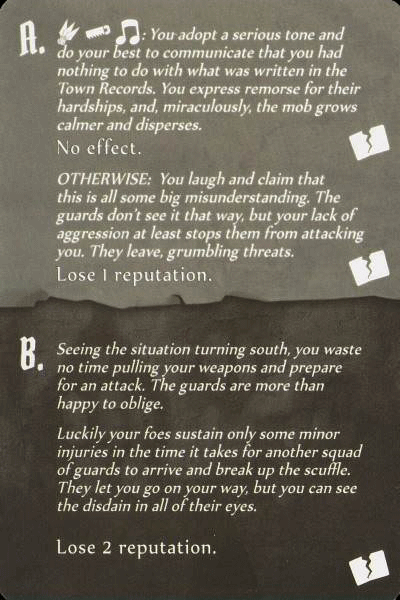 A. : You adopt a serious tone and
do your best to communicate that you had
nothing to do with what was written in the
Town Records. You express remorse for their
hardships, and, miraculously, the mob grows
calmer and disperses.
No effect.
OTHERWISE: You laugh and claim that
this is all some big misunderstanding. The
guards don't see it that way, but your lack of
aggression at least stops them from attacking
you. They leave, grumbling threats.
Lose 1 reputation.
B. Seeing the situation turning south, you waste
no time pulling your weapons and prepare
for an attack. The guards are more than
happy to oblige.
Luckily your foes sustain only some minor
injuries in the time it takes for another squad
of guards to arrive and break up the scuffle.
They let you go on your way, but you can see
the disdain in all of their eyes.
Lose 2 reputation.